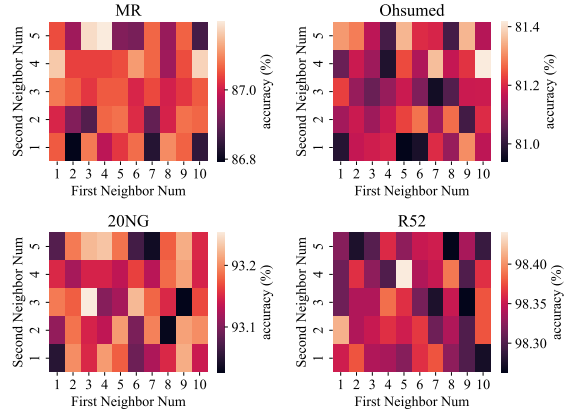 MR
Second Neighbor Num
5
4
3
2
1
1 2 3 4 5 6 7 8 9 10
First Neighbor Num
87.0
86.8
accuracy (%)
Ohsumed
Second Neighbor Num
5
4
3
2
1
1 2 3 4 5 6 7 8 9 10
First Neighbor Num
81.4
81.2
81.0
accuracy (%)
20NG
Second Neighbor Num
5
4
3
2
1
1 2 3 4 5 6 7 8 9 10
First Neighbor Num
93.2
93.1
accuracy (%)
R52
Second Neighbor Num
5
4
3
2
1
1 2 3 4 5 6 7 8 9 10
First Neighbor Num
98.40
98.35
98.30
accuracy (%)